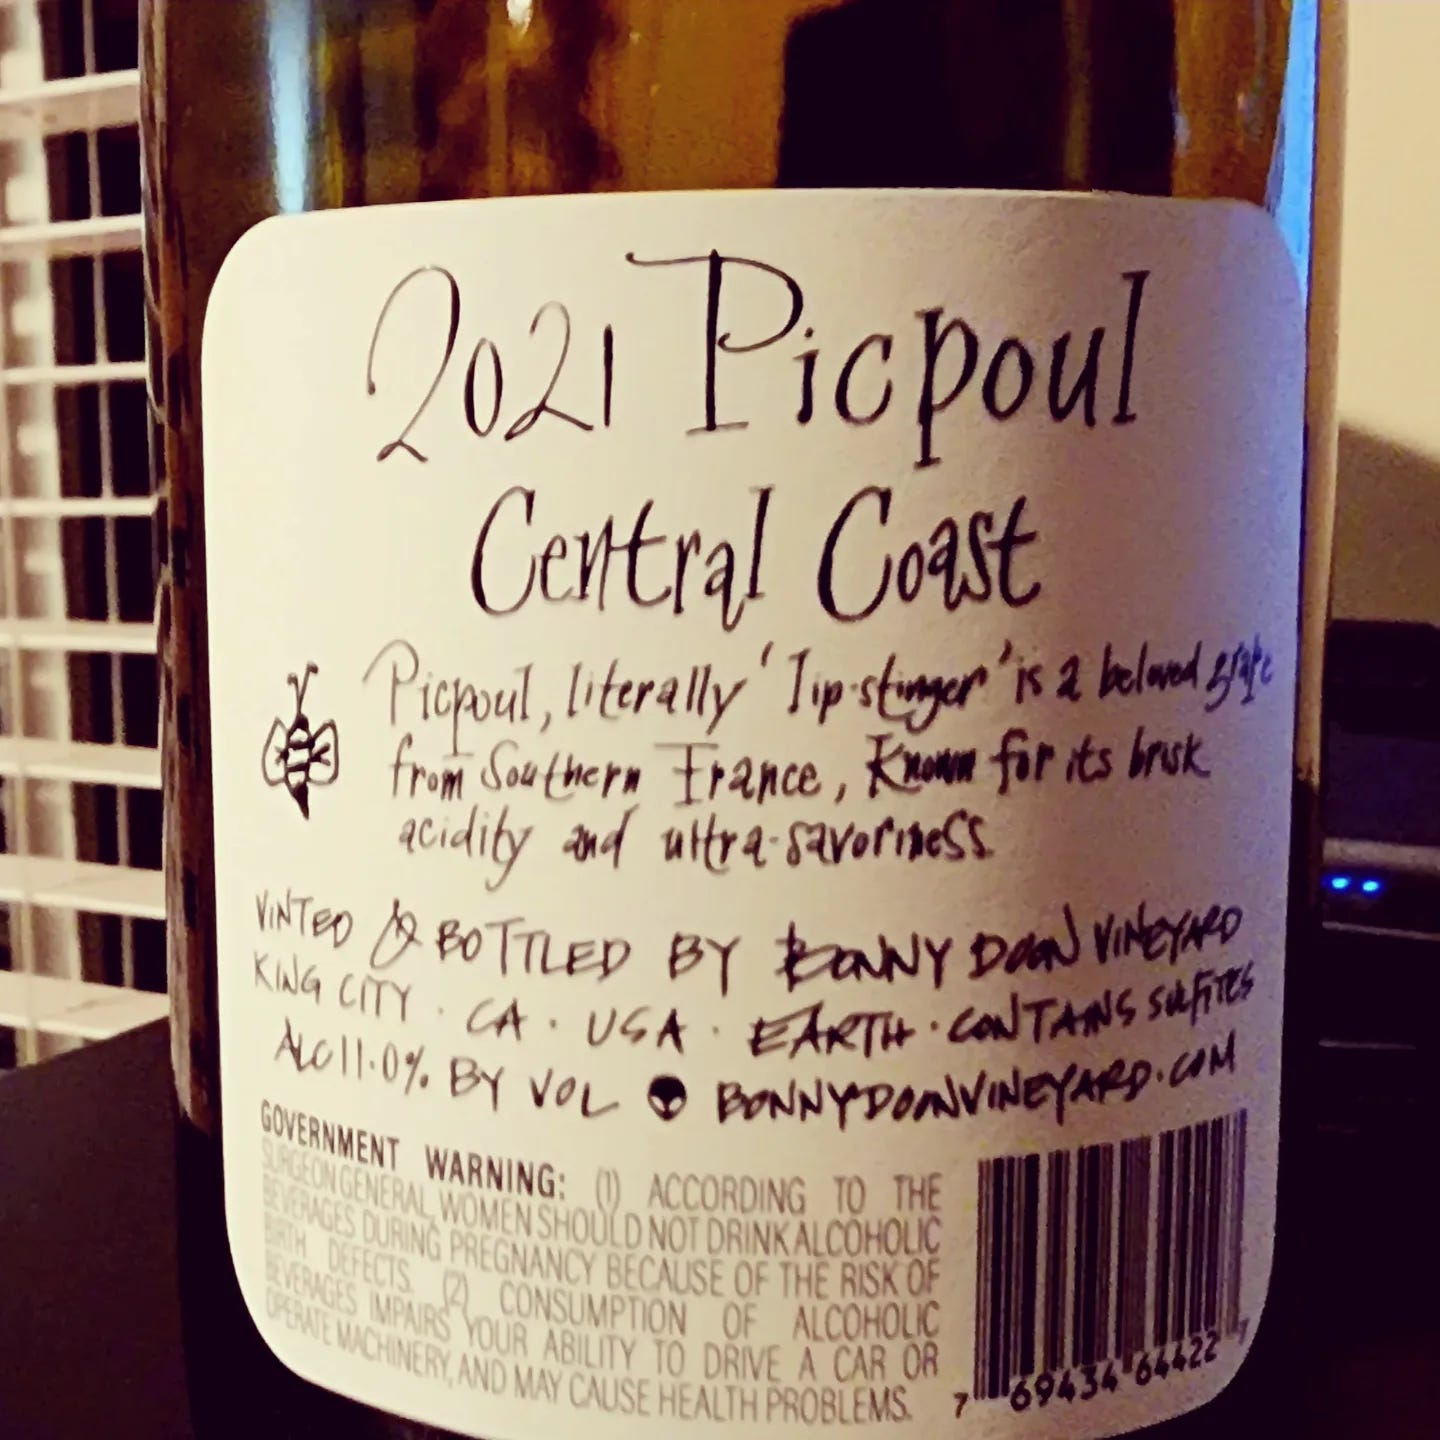 2021 Picpoul
Central Coast
Picpoul, literally 'lip-stinger' is a beloved grape
from Southern France, Known for its brisk
acidity and ultra-savoriness.
VINTED & BOTTLED BY BONNY DOON VINEYARD
KING CITY · CA · USA · EARTH · CONTAINS SULFITES
ALC 11.0% BY VOL BONNYDOONVINEYARD.COM
GOVERNMENT WARNING: (1) ACCORDING TO THE
SURGEON GENERAL, WOMEN SHOULD NOT DRINK ALCOHOLIC
BEVERAGES DURING PREGNANCY BECAUSE OF THE RISK OF
BIRTH DEFECTS. (2) CONSUMPTION OF ALCOHOLIC
BEVERAGES IMPAIRS YOUR ABILITY TO DRIVE A CAR OR
OPERATE MACHINERY, AND MAY CAUSE HEALTH PROBLEMS.
7 69434 64422 7